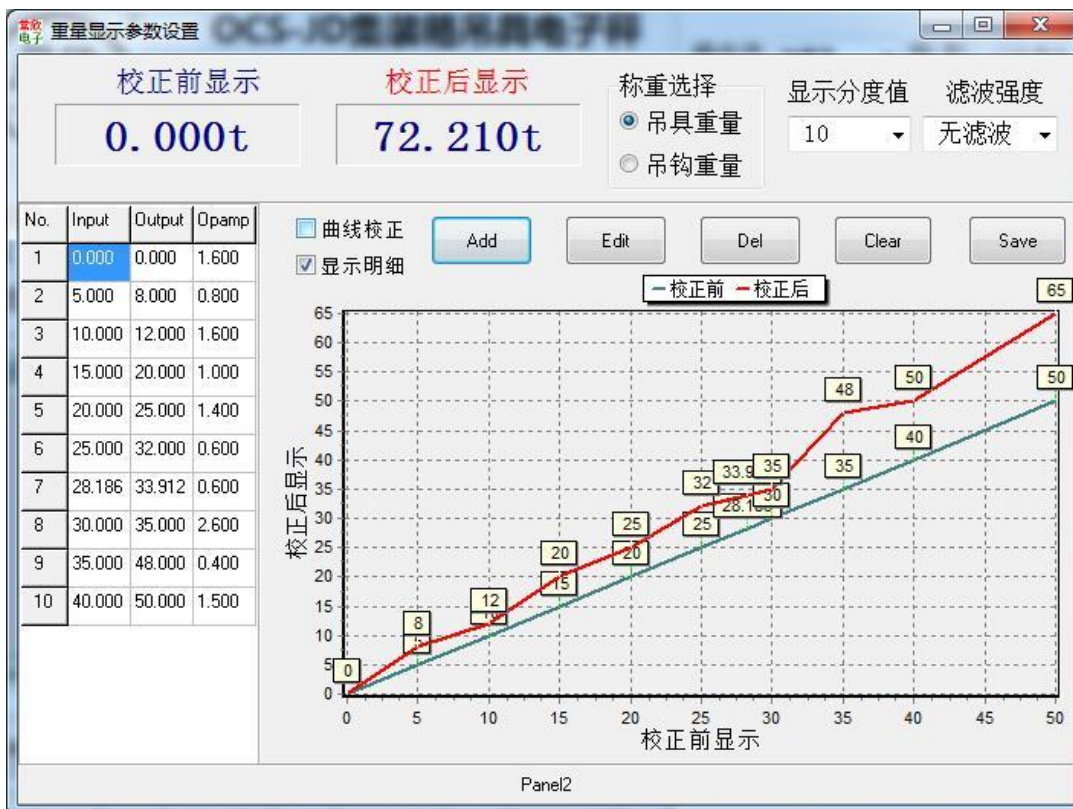 堂欣
电子
重量显示参数设置
校正前显示
0.000t
校正后显示
72.210t
称重选择
吊具重量
吊钩重量
显示分度值
10
滤波强度
无滤波
No. Input Output Opamp
1 0.000 0.000 1.600
2 5.000 8.000 0.800
3 10.000 12.000 1.600
4 15.000 20.000 1.000
5 20.000 25.000 1.400
6 25.000 32.000 0.600
7 28.186 33.912 0.600
8 30.000 35.000 2.600
9 35.000 48.000 0.400
10 40.000 50.000 1.500
曲线校正
显示明细
Add Edit Del Clear Save
校正前 校正后
65
60
55
50
45
40
35
30
25
20
15
10
5
0
校正后显示
0
8
12
20
15
25
20
32
25
33.9
28.18
35
30
48
35
50
40
65
50
0 5 10 15 20 25 30 35 40 45 50
校正前显示
Panel2